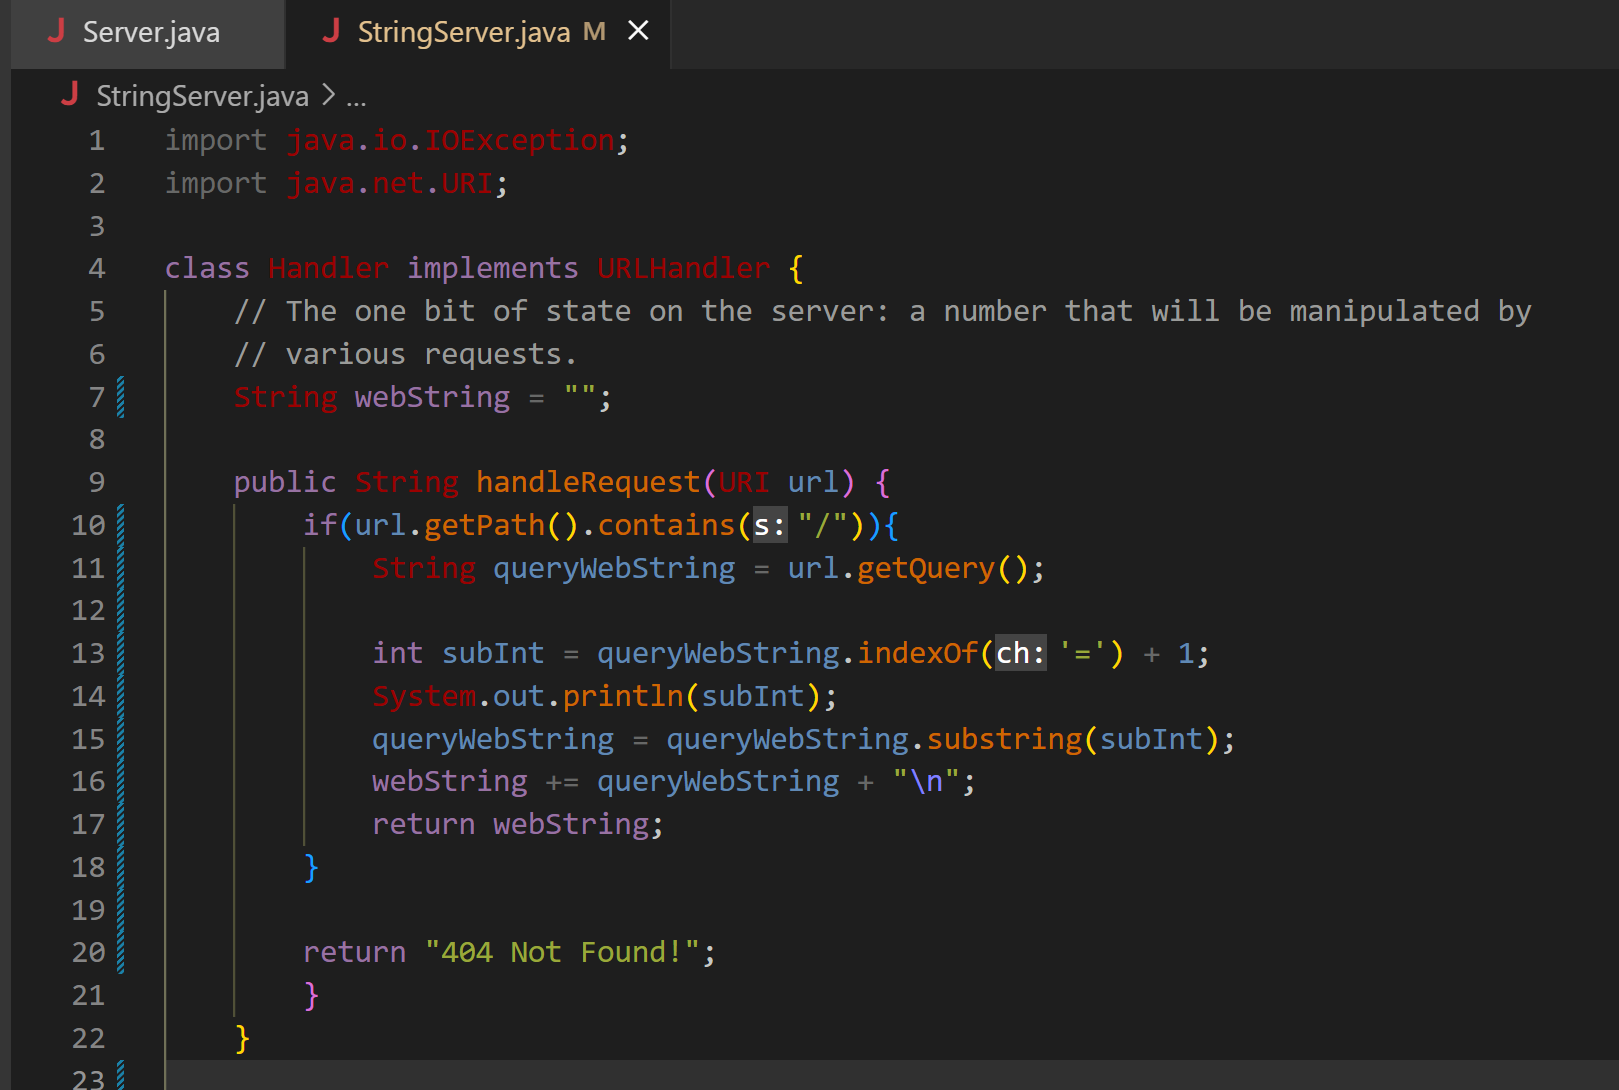 Server.java
StringServer.java M
StringServer.java > ...
1 import java.io.IOException;
2 import java.net.URI;
3
4 class Handler implements URLHandler {
5 // The one bit of state on the server: a number that will be manipulated by
6 // various requests.
7 String webString = "";
8
9 public String handleRequest(URI url) {
10 if(url.getPath().contains(s: "/")){
11 String queryWebString = url.getQuery();
12
13 int subInt = queryWebString.indexOf(ch: '=') + 1;
14 System.out.println(subInt);
15 queryWebString = queryWebString.substring(subInt);
16 webString += queryWebString + "\n";
17 return webString;
18 }
19
20 return "404 Not Found!";
21 }
22 }
23